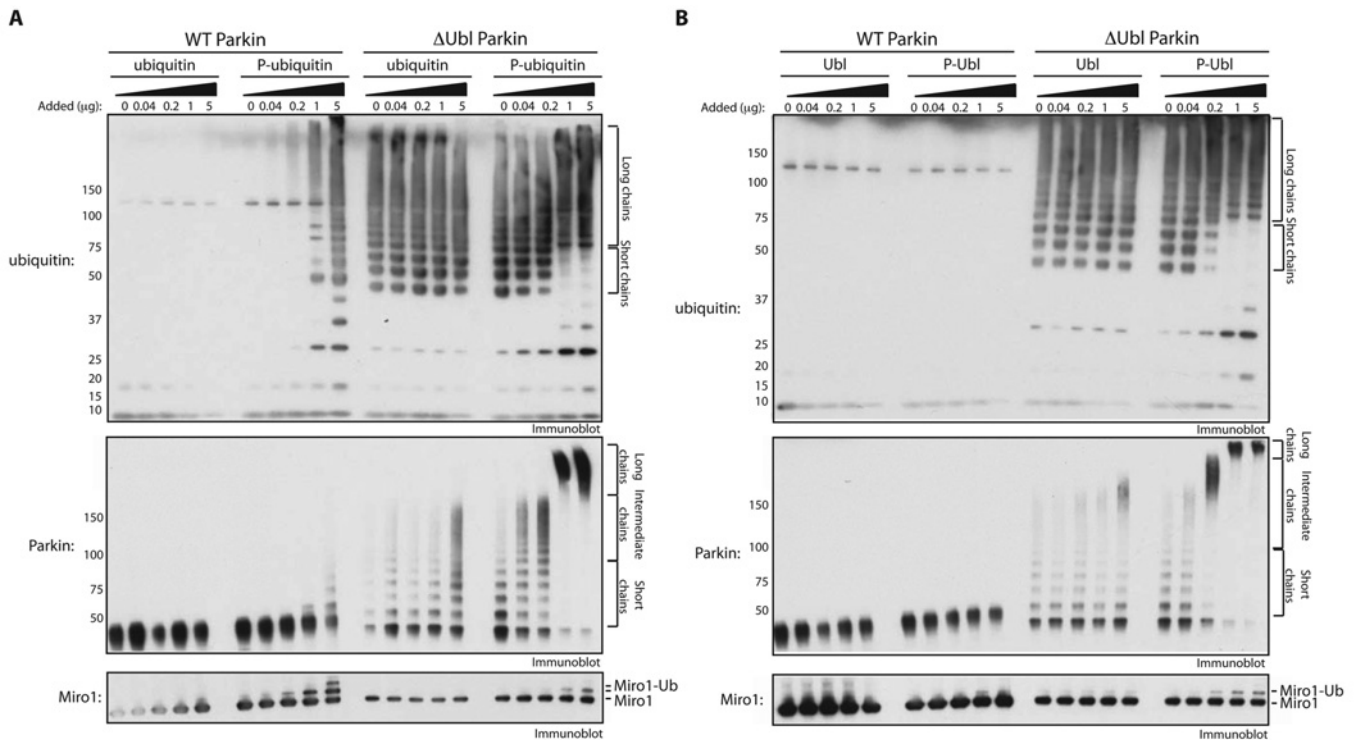 A
WT Parkin ΔUbl Parkin
ubiquitin P-ubiquitin ubiquitin P-ubiquitin
Added (µg): 0 0.04 0.2 1 5 0 0.04 0.2 1 5 0 0.04 0.2 1 5 0 0.04 0.2 1 5
ubiquitin:
150
100
75
50
37
25
20
15
10
Long chains
Short chains
Immunoblot
Parkin:
150
100
75
50
Long chains
Intermediate chains
Short chains
Immunoblot
Miro1:
Miro1-Ub
Miro1
Immunoblot
B
WT Parkin ΔUbl Parkin
Ubl P-Ubl Ubl P-Ubl
Added (µg): 0 0.04 0.2 1 5 0 0.04 0.2 1 5 0 0.04 0.2 1 5 0 0.04 0.2 1 5
ubiquitin:
150
100
75
50
37
25
20
15
10
Long chains
Short chains
Immunoblot
Parkin:
150
100
75
50
Long chains
Intermediate chains
Short chains
Immunoblot
Miro1:
Miro1-Ub
Miro1
Immunoblot